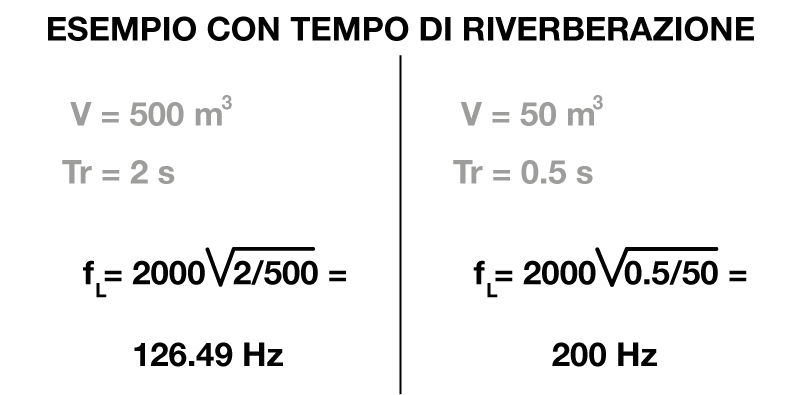 ESEMPIO CON TEMPO DI RIVERBERAZIONE
V = 500 m³
Tr = 2 s
f_L= 2000√2/500 =
126.49 Hz
V = 50 m³
Tr = 0.5 s
f_L= 2000√0.5/50 =
200 Hz